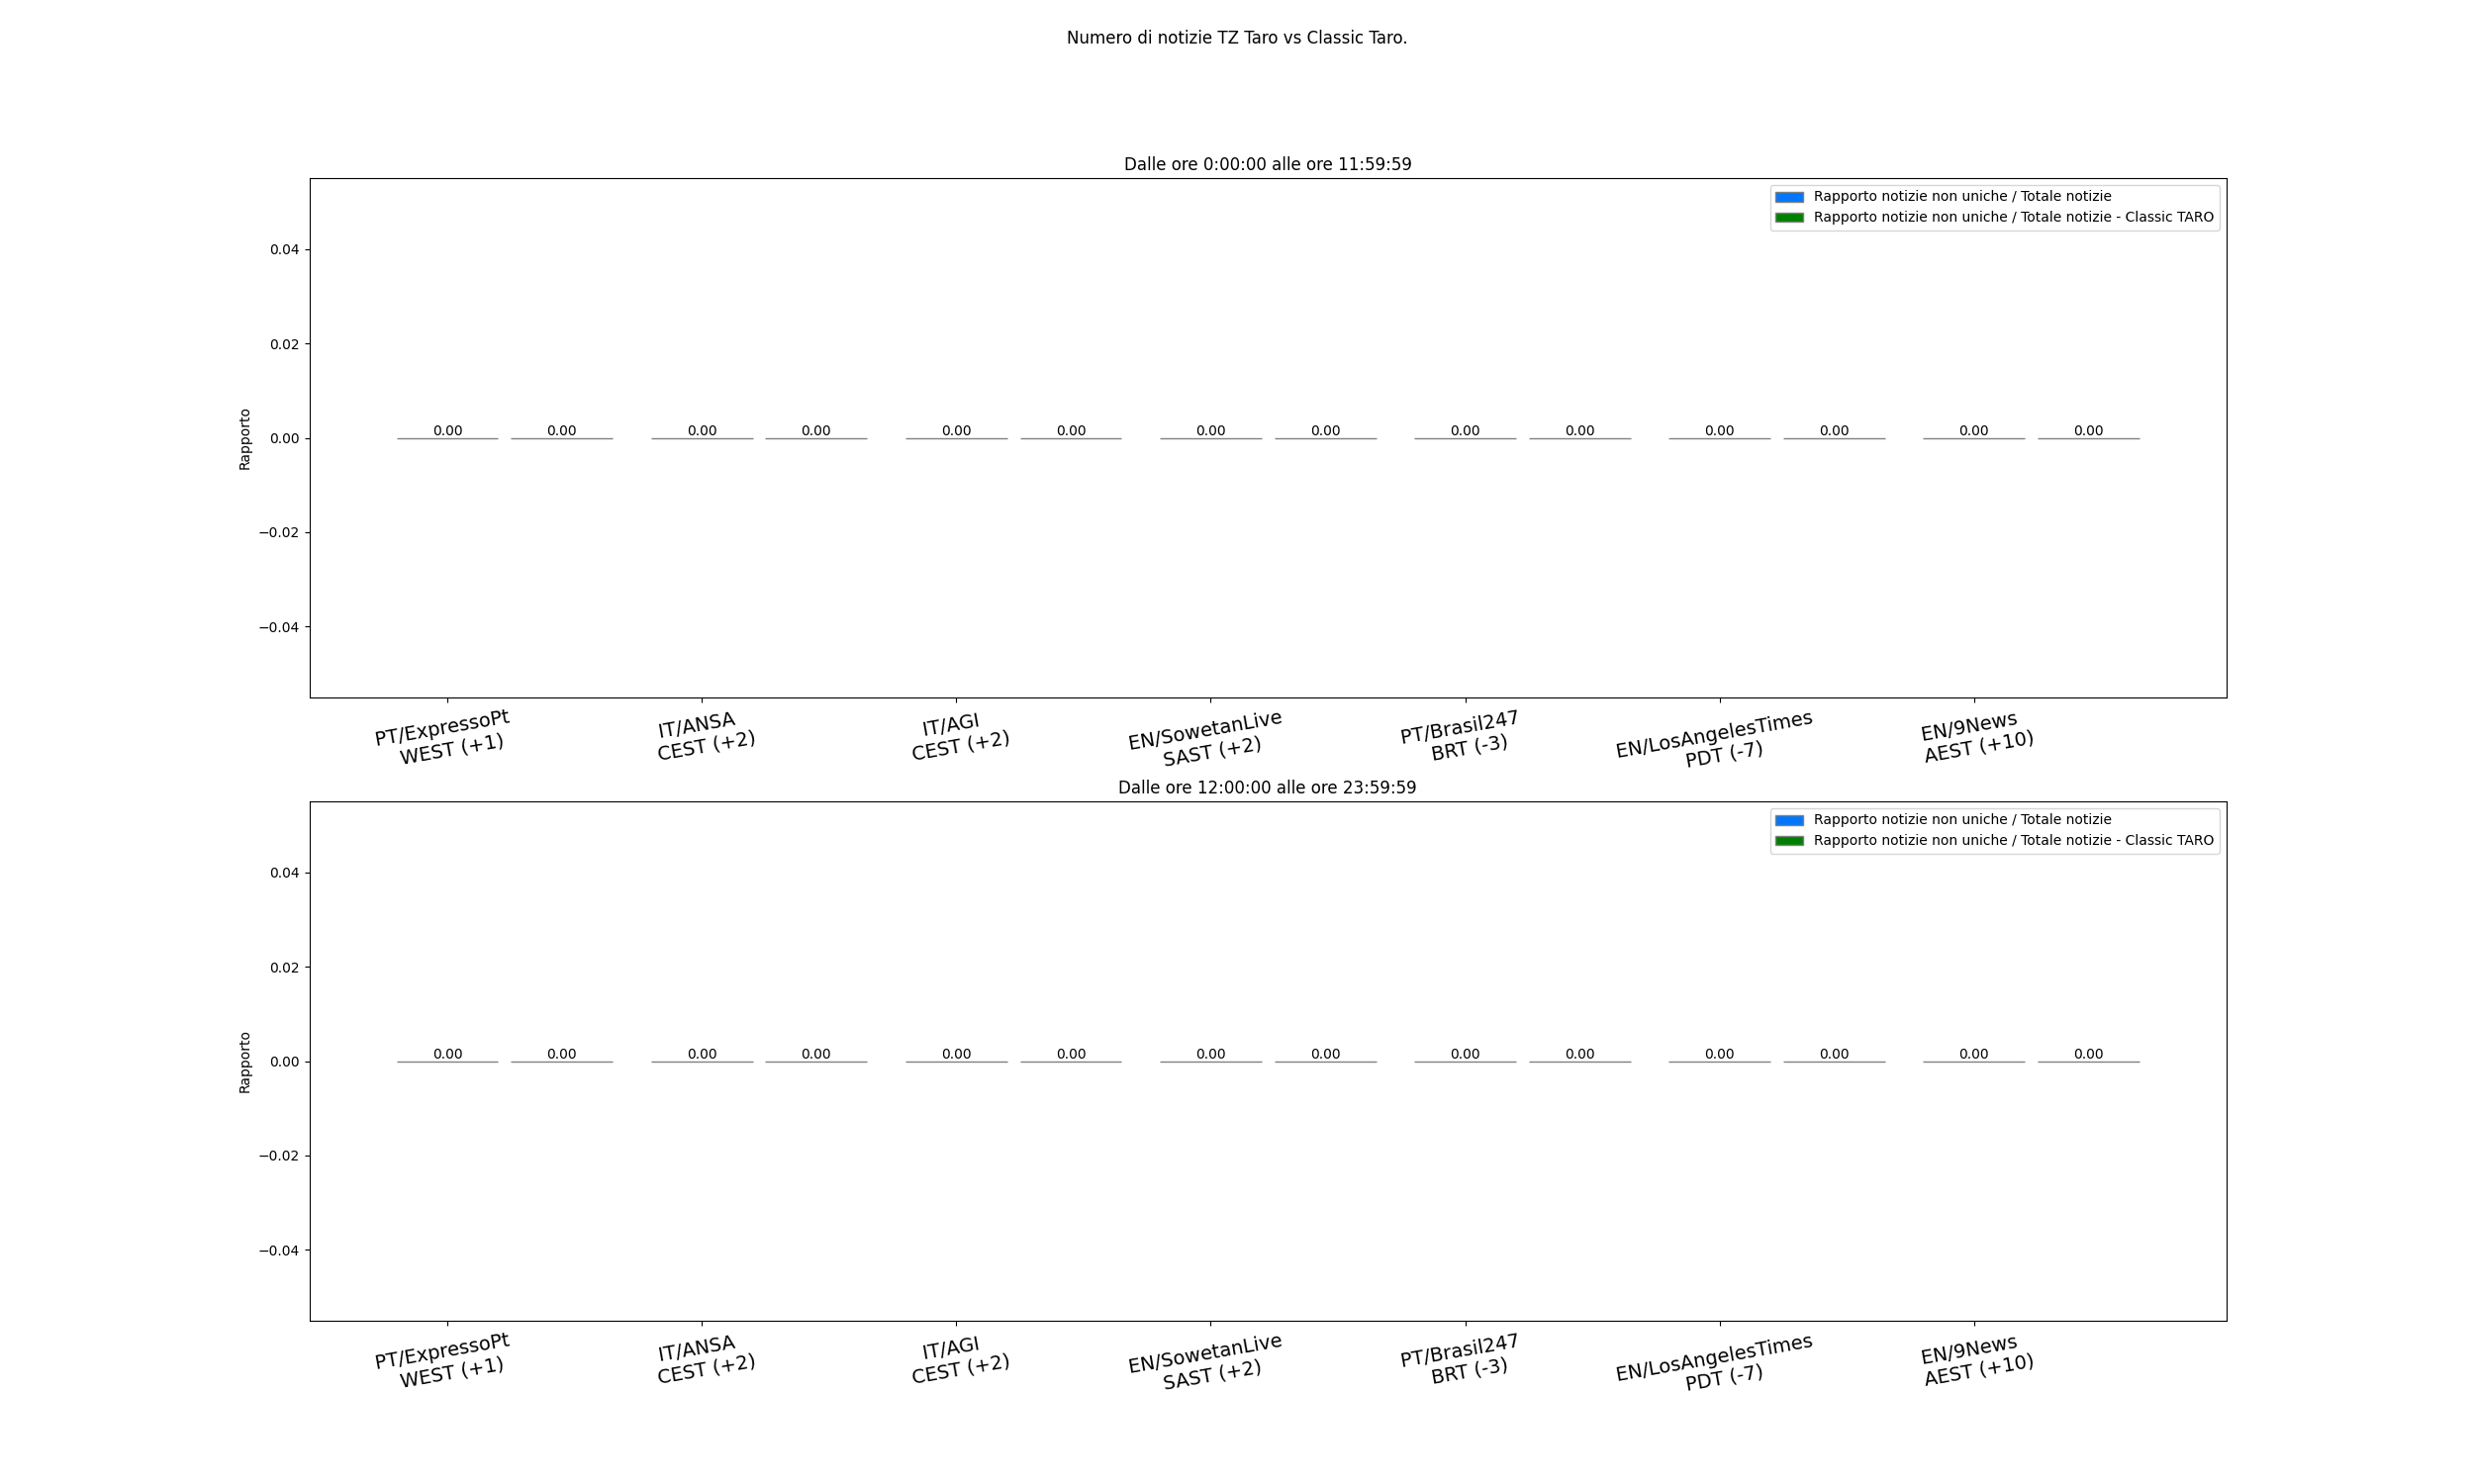 Numero di notizie TZ Taro vs Classic Taro.
Dalle ore 0:00:00 alle ore 11:59:59
Rapporto notizie non uniche / Totale notizie
Rapporto notizie non uniche / Totale notizie - Classic TARO
0.04
0.02
0.00
−0.02
−0.04
Rapporto
0.00 0.00 0.00 0.00 0.00 0.00 0.00 0.00 0.00 0.00 0.00 0.00 0.00 0.00
PT/ExpressoPt
WEST (+1)
IT/ANSA
CEST (+2)
IT/AGI
CEST (+2)
EN/SowetanLive
SAST (+2)
PT/Brasil247
BRT (-3)
EN/LosAngelesTimes
PDT (-7)
EN/9News
AEST (+10)
Dalle ore 12:00:00 alle ore 23:59:59
Rapporto notizie non uniche / Totale notizie
Rapporto notizie non uniche / Totale notizie - Classic TARO
0.04
0.02
0.00
−0.02
−0.04
Rapporto
0.00 0.00 0.00 0.00 0.00 0.00 0.00 0.00 0.00 0.00 0.00 0.00 0.00 0.00
PT/ExpressoPt
WEST (+1)
IT/ANSA
CEST (+2)
IT/AGI
CEST (+2)
EN/SowetanLive
SAST (+2)
PT/Brasil247
BRT (-3)
EN/LosAngelesTimes
PDT (-7)
EN/9News
AEST (+10)